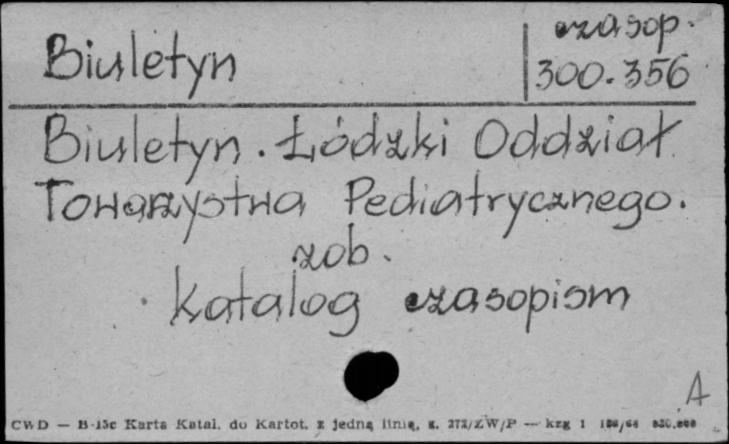 czasop.
Biuletyn
300.356
Biuletyn. Łódzki Oddział
Towarzystwa Pediatrycznego.
zob.
katalog czasopism
A
CWD — B-15c Karta Katal. do Kartot. z jedną linią, z. 272/ZW/P — kzg 1